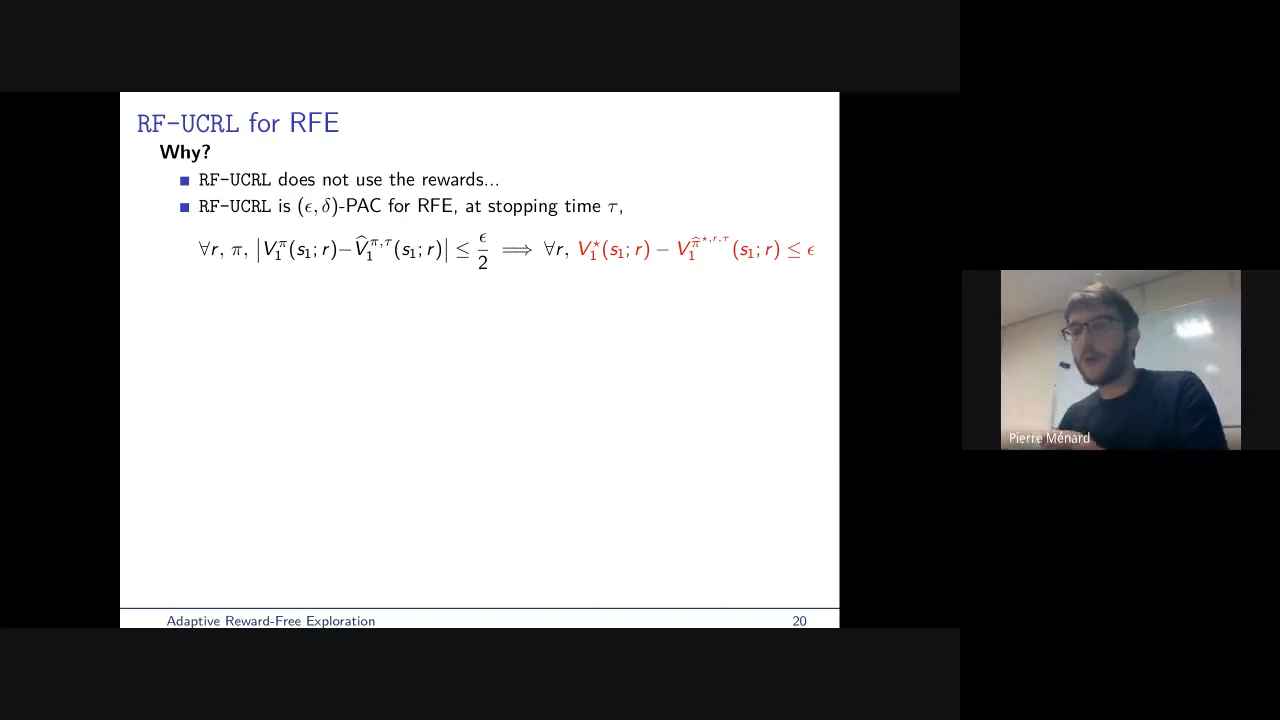 RF-UCRL for RFE
Why?
RF-UCRL does not use the rewards...
RF-UCRL is (ϵ, δ)-PAC for RFE, at stopping time τ,
∀r, π, |V₁^π(s₁; r) − V̂₁^{π,τ}(s₁; r)| ≤ ϵ/2 ⟹ ∀r, V₁^⋆(s₁; r) − V₁^{π̂^{⋆,r,τ}}(s₁; r) ≤ ϵ
Pierre Ménard
Adaptive Reward-Free Exploration 20